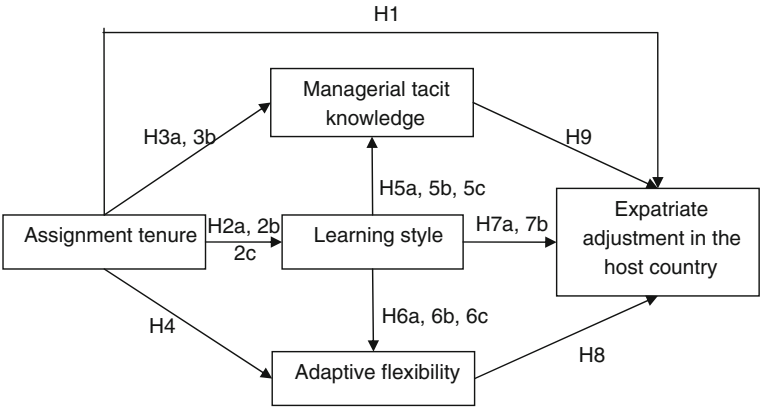 H1
Managerial tacit
knowledge
H3a, 3b
H9
H5a, 5b, 5c
Assignment tenure
H2a, 2b
2c
Learning style
H7a, 7b
Expatriate
adjustment in the
host country
H6a, 6b, 6c
H4
Adaptive flexibility
H8